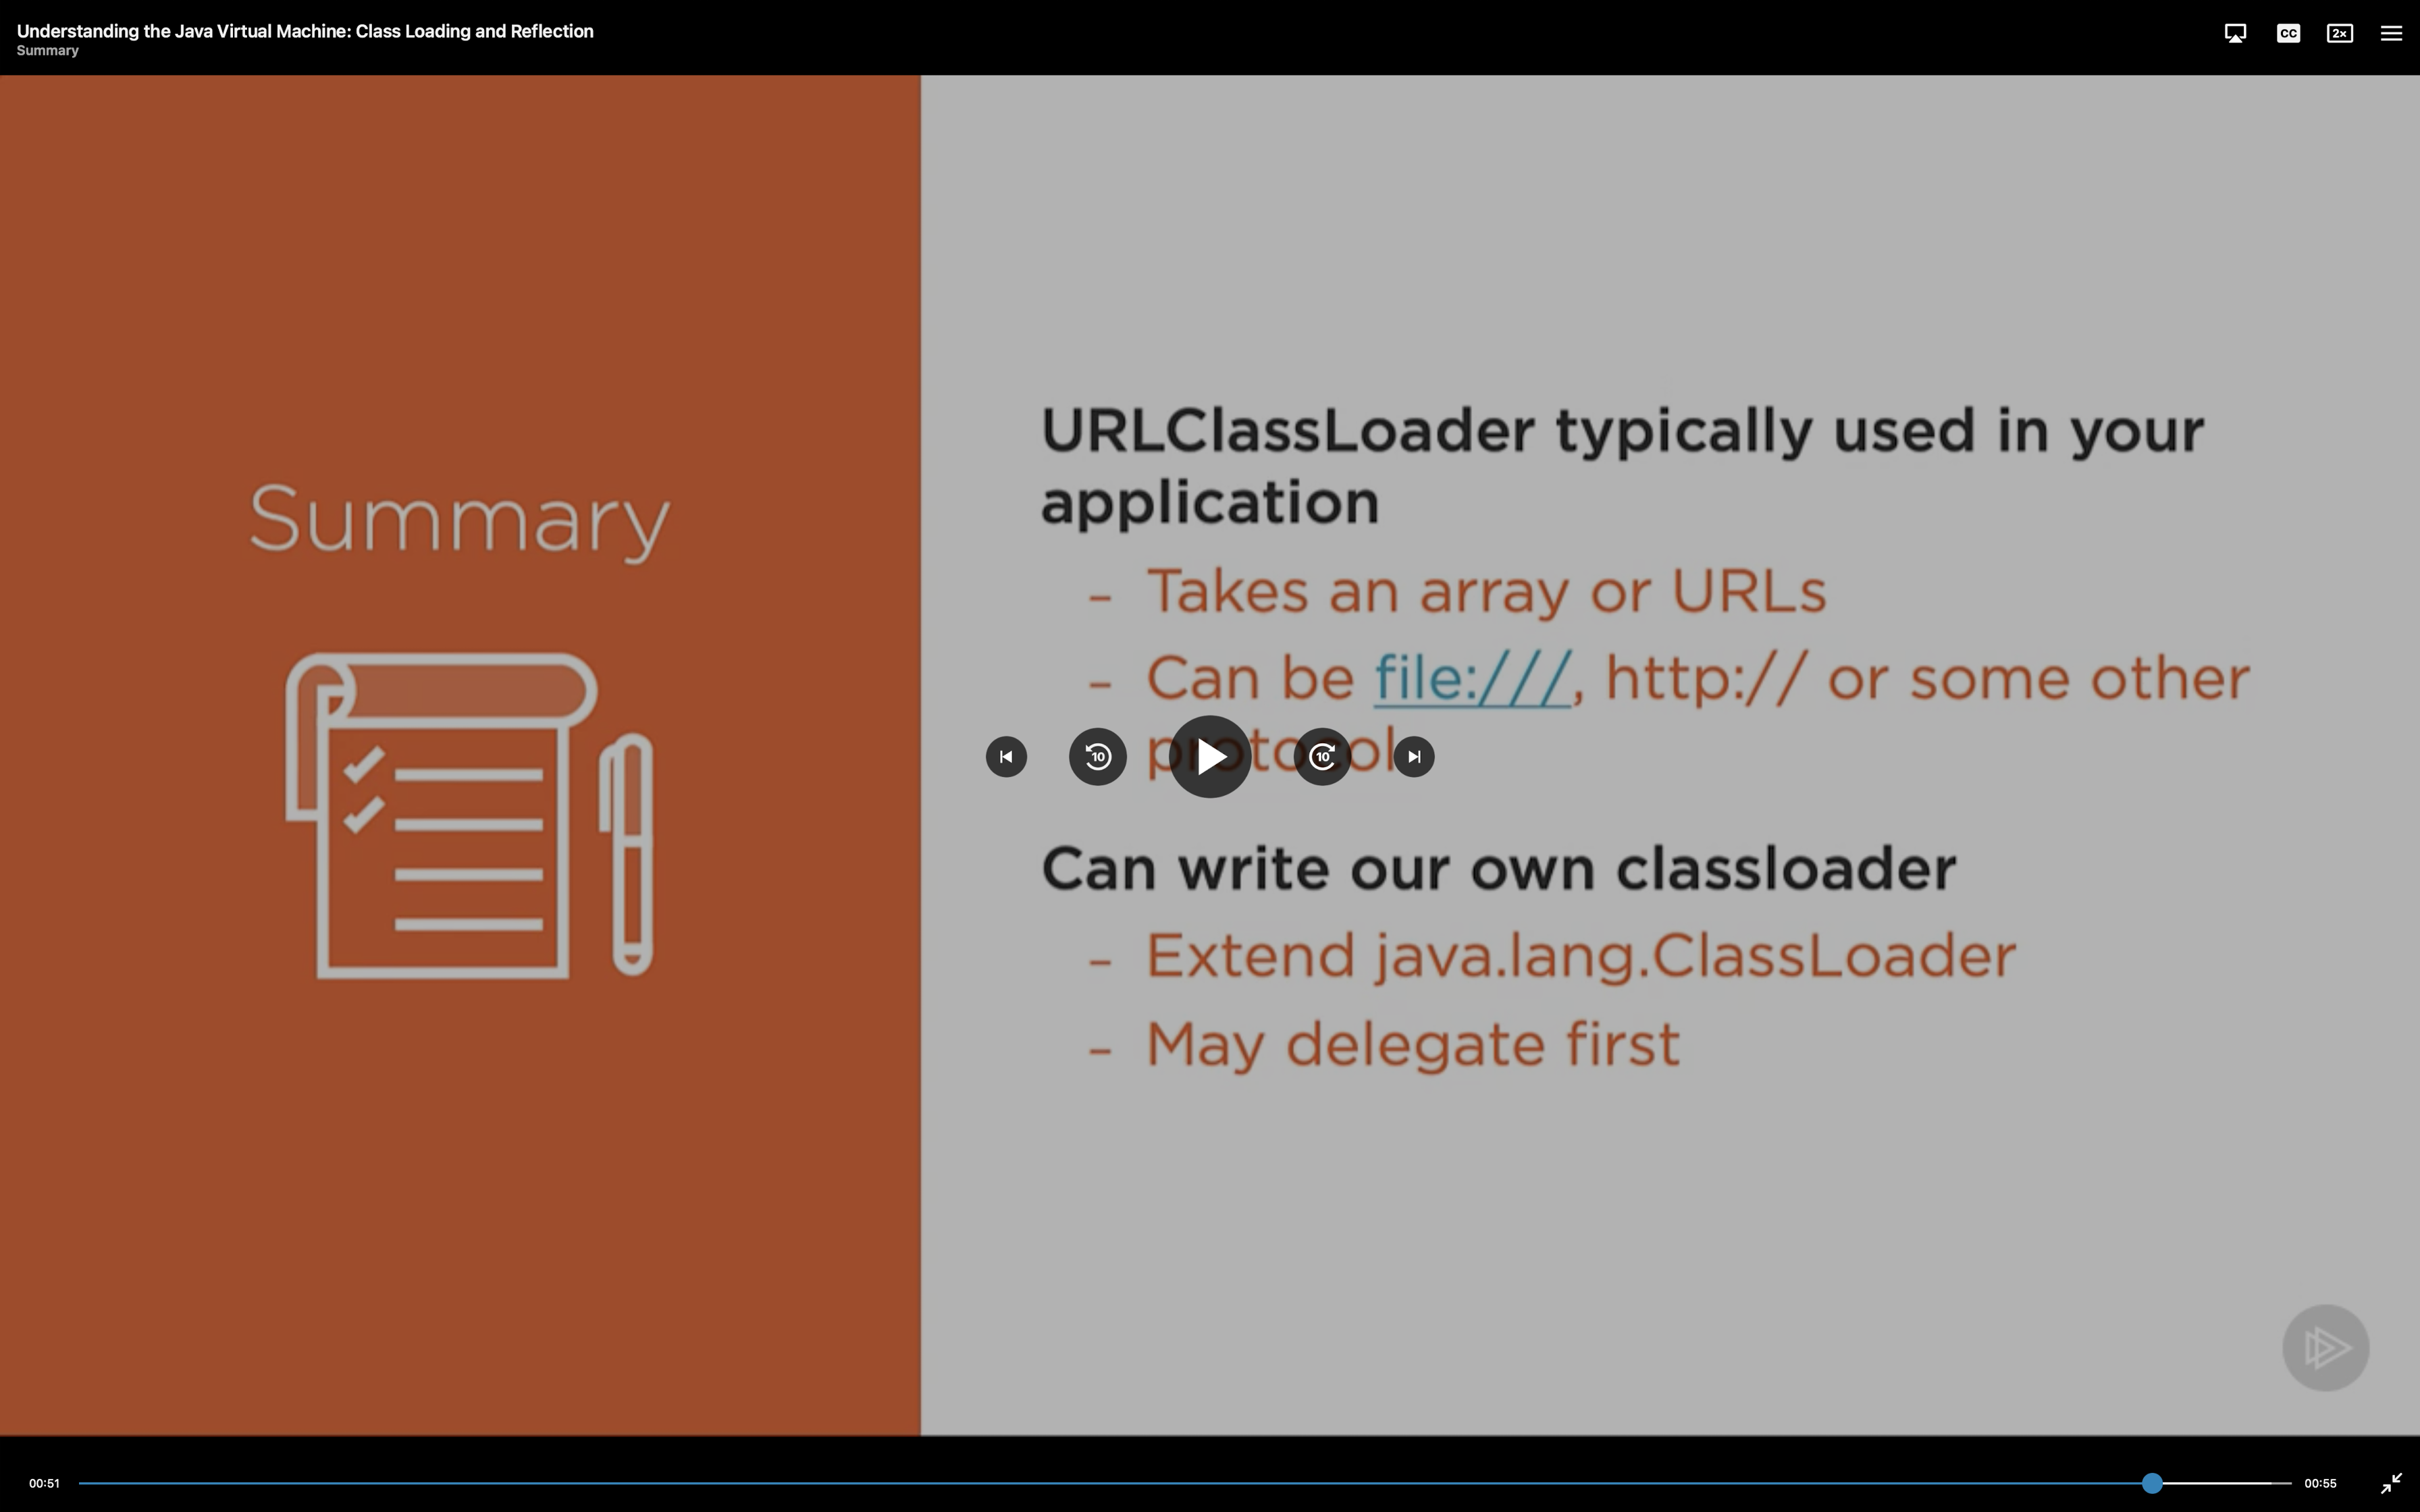 Understanding the Java Virtual Machine: Class Loading and Reflection
Summary
CC
2×
Summary
URLClassLoader typically used in your
application
– Takes an array or URLs
– Can be file:///, http:// or some other
protocol
10
10
Can write our own classloader
– Extend java.lang.ClassLoader
– May delegate first
00:51
00:55